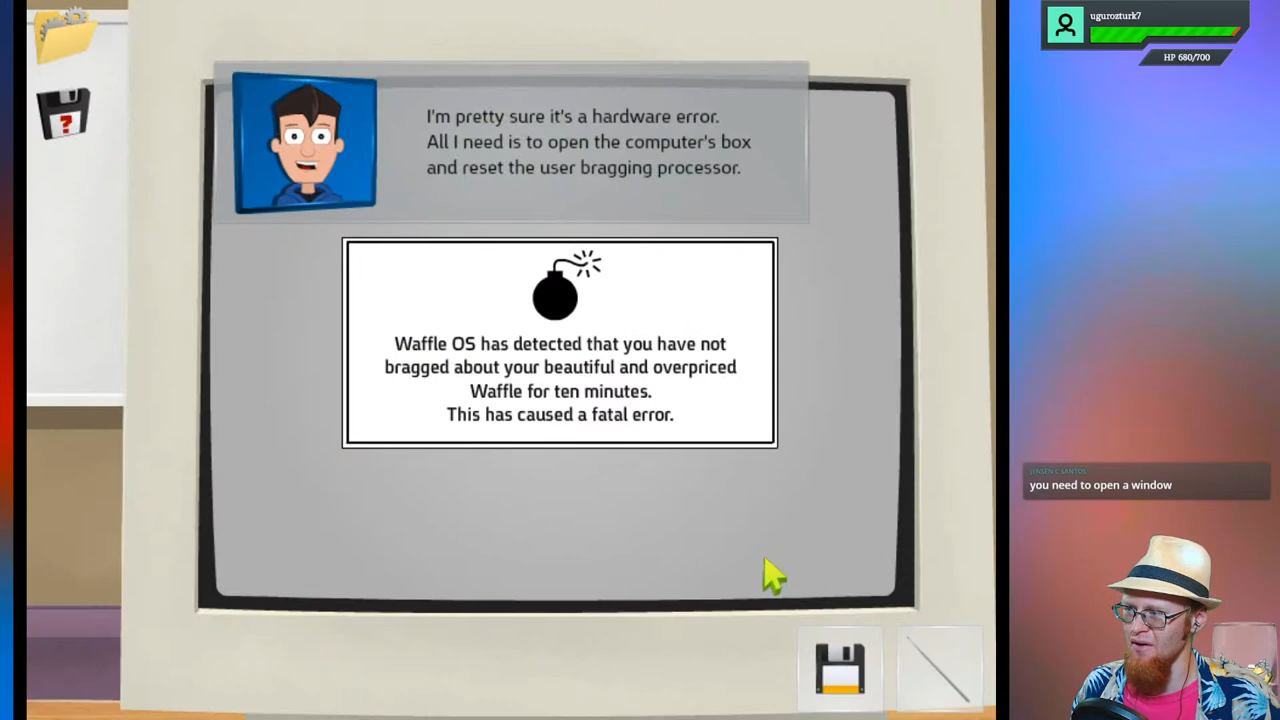 ugurozturk7
HP 680/700
I'm pretty sure it's a hardware error.
All I need is to open the computer's box
and reset the user bragging processor.
?
Waffle OS has detected that you have not
bragged about your beautiful and overpriced
Waffle for ten minutes.
This has caused a fatal error.
JENSEN C SANTOS
you need to open a window